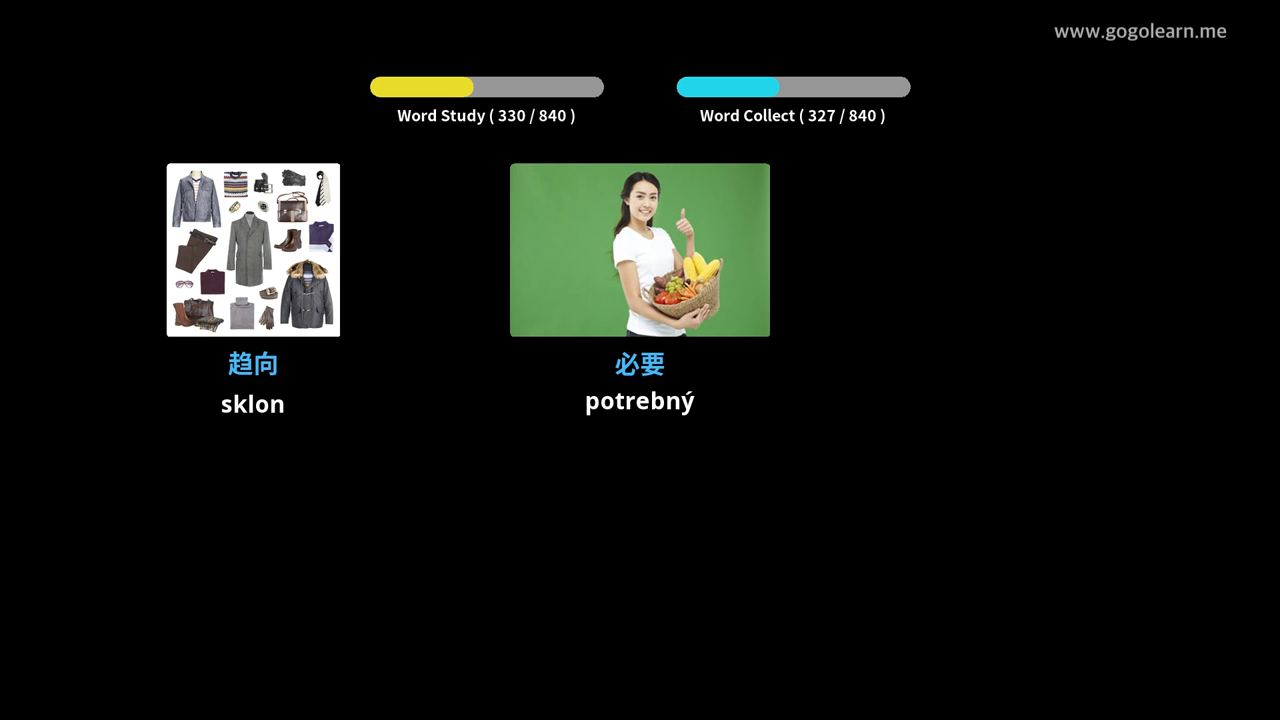 www.gogolearn.me
Word Study ( 330 / 840 )
Word Collect ( 327 / 840 )
趋向
sklon
必要
potrebný